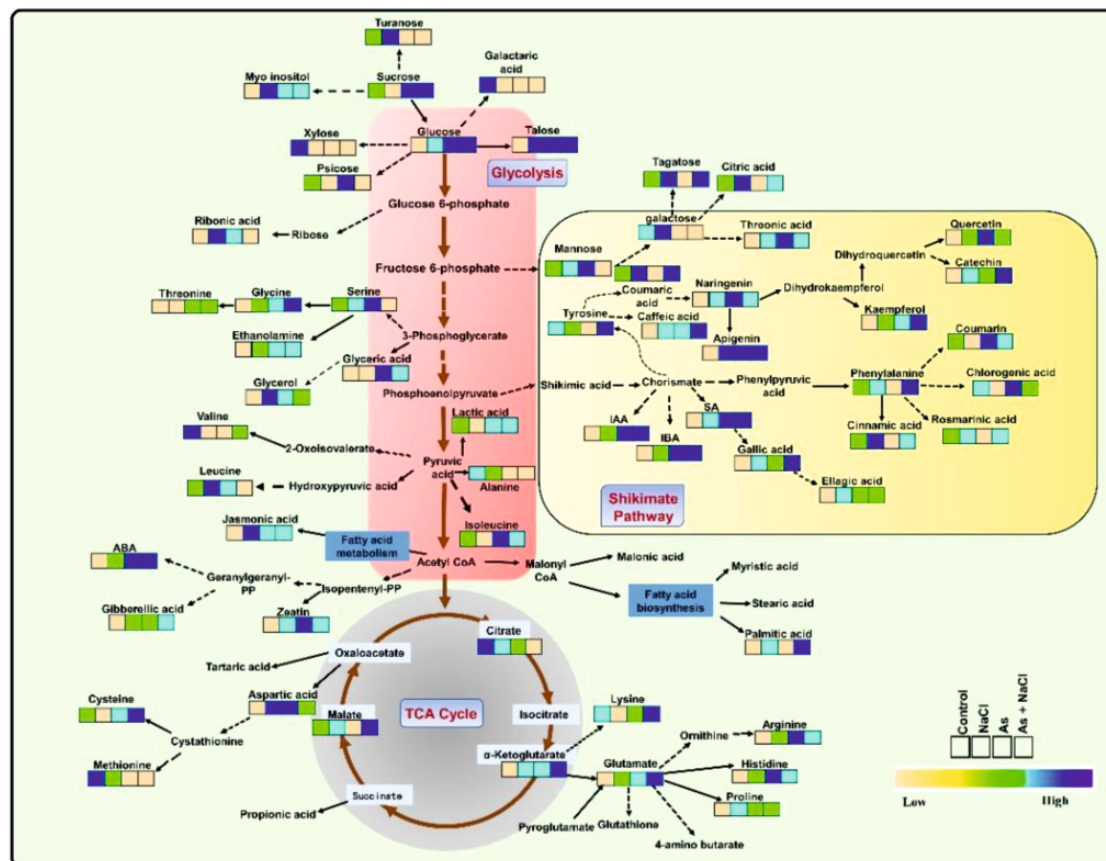 Turanose
Galactaric
acid
Myo inositol
Sucrose
Xylose
Glucose
Talose
Psicose
Glycolysis
Tagatose
Citric acid
Glucose 6-phosphate
Ribonic acid
Ribose
galactose
Threonic acid
Quercetin
Mannose
Dihydroquercetin
Catechin
Fructose 6-phosphate
Threonine
Glycine
Serine
Coumaric
acid
Naringenin
Dihydrokaempferol
Tyrosine
Caffeic acid
Kaempferol
Ethanolamine
3-Phosphoglycerate
Apigenin
Coumarin
Glyceric acid
Glycerol
Phosphoenolpyruvate
Shikimic acid
Chorismate
Phenylpyruvic
acid
Phenylalanine
Chlorogenic acid
Valine
Lactic acid
IAA
SA
Rosmarinic acid
2-Oxoisovalerate
IBA
Cinnamic acid
Leucine
Pyruvic
acid
Gallic acid
Hydroxypyruvic acid
Alanine
Ellagic acid
Shikimate
Pathway
Jasmonic acid
Isoleucine
Fatty acid
metabolism
ABA
Acetyl CoA
Malonyl
CoA
Malonic acid
Geranylgeranyl-
PP
Isopentenyl-PP
Myristic acid
Gibberellic acid
Zeatin
Fatty acid
biosynthesis
Stearic acid
Citrate
Palmitic acid
Oxaloacetate
Tartaric acid
Cysteine
Aspartic acid
Malate
TCA Cycle
Isocitrate
Lysine
Cystathionine
Ornithine
Arginine
α-Ketoglutarate
Glutamate
Methionine
Histidine
Succinate
Proline
Propionic acid
Pyroglutamate
Glutathione
4-amino butarate
Control
NaCl
As
As + NaCl
Low
High